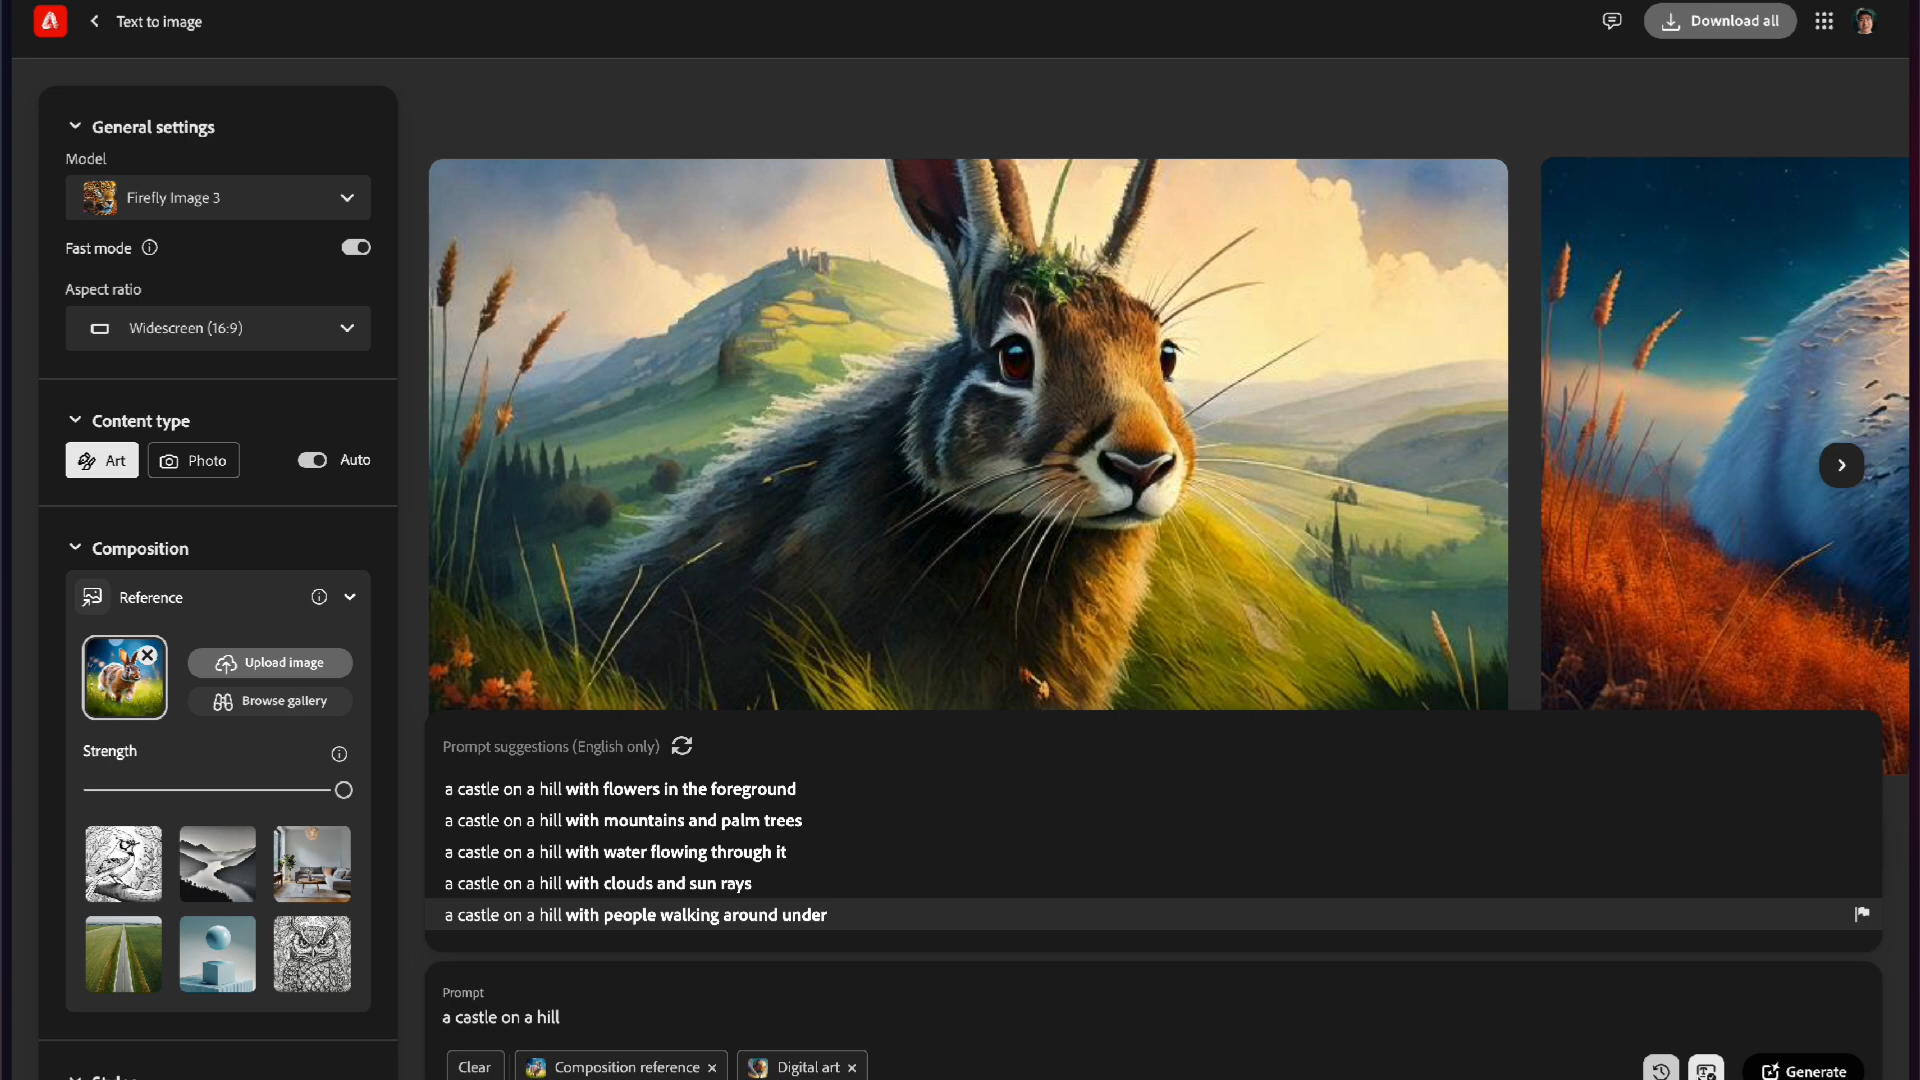 Text to image
Download all
General settings
Model
Firefly Image 3
Fast mode
Aspect ratio
Widescreen (16:9)
Content type
Art
Photo
Auto
Composition
Reference
Upload image
Browse gallery
Strength
Prompt suggestions (English only)
a castle on a hill with flowers in the foreground
a castle on a hill with mountains and palm trees
a castle on a hill with water flowing through it
a castle on a hill with clouds and sun rays
a castle on a hill with people walking around under
Prompt
a castle on a hill
Clear
Composition reference
Digital art
Generate